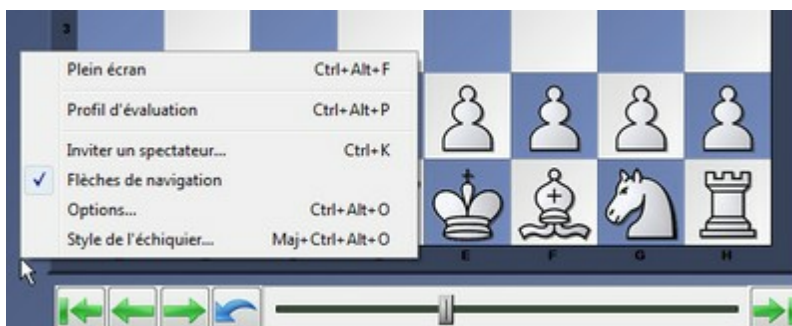 3
Plein écran Ctrl+Alt+F
Profil d'évaluation Ctrl+Alt+P
Inviter un spectateur... Ctrl+K
Flèches de navigation
Options... Ctrl+Alt+O
Style de l'échiquier... Maj+Ctrl+Alt+O
E F G H